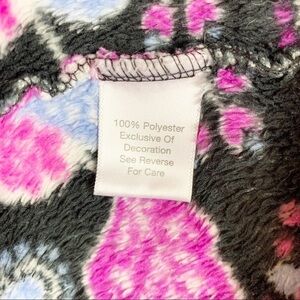 100% Polyester
Exclusive Of
Decoration
See Reverse
For Care